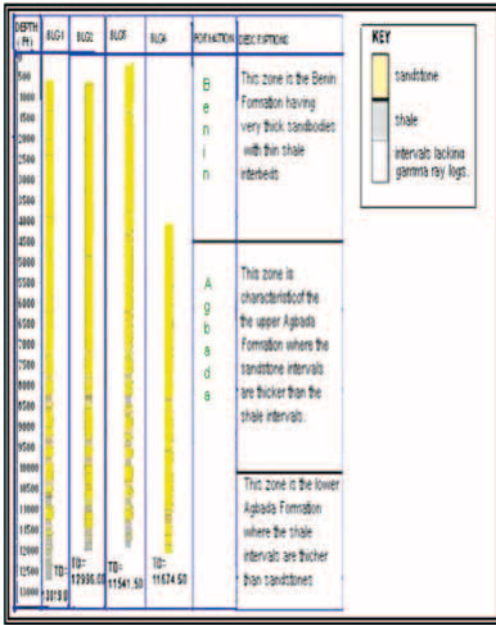 DEPTH BLG1 BLG2 BLG3 BLG4 FORMATION DESCRIPTIONS
(Ft)
0
500
1000
1500
2000
2500
3000
3500
4000
4500
5000
5500
6000
6500
7000
7500
8000
8500
9000
9500
10000
10500
11000
11500
12000
12500
13000
TD=
TD=
12996.00
TD=
11541.50
TD=
11674.50
B
e
n
i
n
This zone is the Benin
Formation having
very thick sandbodies
with thin shale
interbeds
A
g
b
a
d
a
This zone is
characteristicof the
the upper Agbada
Formation where the
sandstone intervals
are thicker than the
shale intervals.
This zone is the lower
Agbada Formation
where the shale
intervals are thicher
than sandstones
KEY
sandstone
shale
intervals lacking
gamma ray logs.